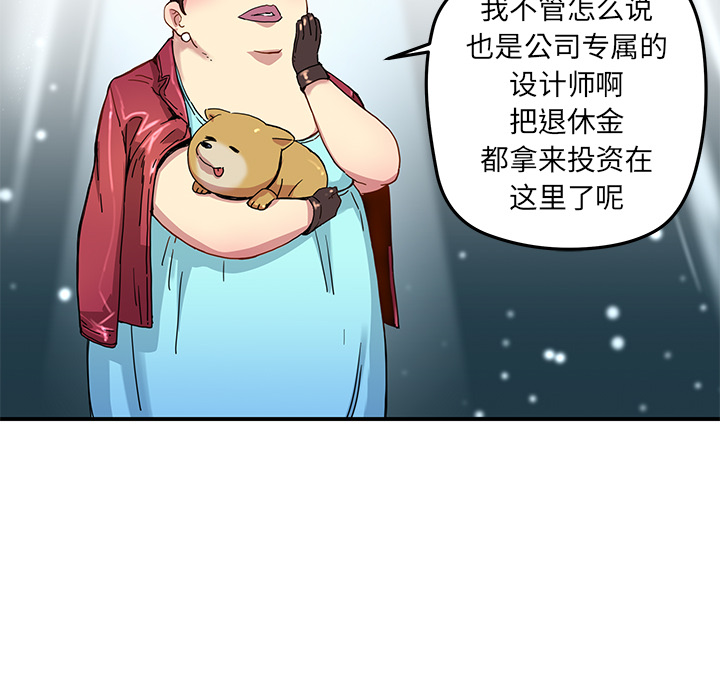 我不管怎么说
也是公司专属的
设计师啊
把退休金
都拿来投资在
这里了呢